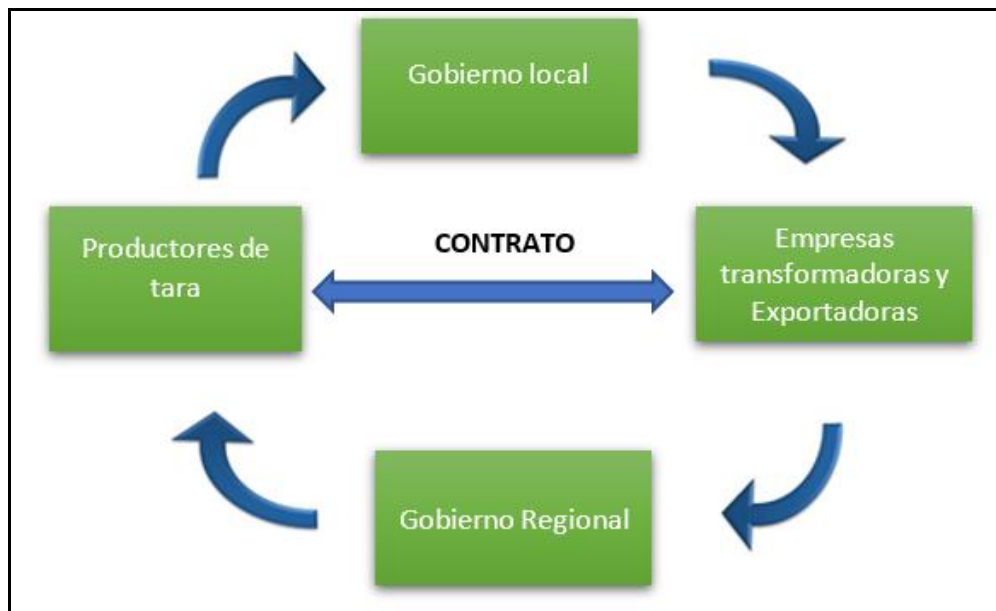 Gobierno local
Productores de
tara
CONTRATO
Empresas
transformadoras y
Exportadoras
Gobierno Regional